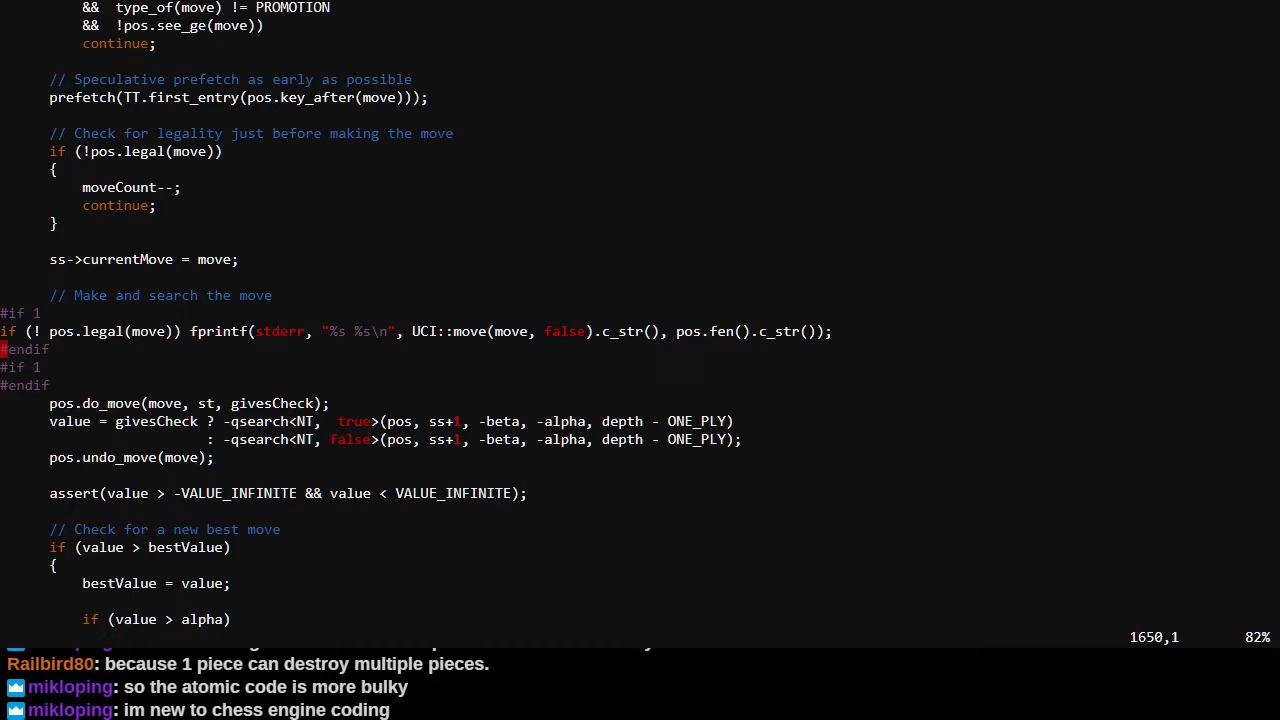 &&  type_of(move) != PROMOTION
&&  !pos.see_ge(move))
continue;
// Speculative prefetch as early as possible
prefetch(TT.first_entry(pos.key_after(move)));
// Check for legality just before making the move
if (!pos.legal(move))
{
moveCount--;
continue;
}
ss->currentMove = move;
// Make and search the move
#if 1
if (! pos.legal(move)) fprintf(stderr, "%s %s\n", UCI::move(move, false).c_str(), pos.fen().c_str());
#endif
#if 1
#endif
pos.do_move(move, st, givesCheck);
value = givesCheck ? -qsearch<NT,  true>(pos, ss+1, -beta, -alpha, depth - ONE_PLY)
: -qsearch<NT, false>(pos, ss+1, -beta, -alpha, depth - ONE_PLY);
pos.undo_move(move);
assert(value > -VALUE_INFINITE && value < VALUE_INFINITE);
// Check for a new best move
if (value > bestValue)
{
bestValue = value;
if (value > alpha)
1650,1 82%
Railbird80: because 1 piece can destroy multiple pieces.
mikloping: so the atomic code is more bulky
mikloping: im new to chess engine coding